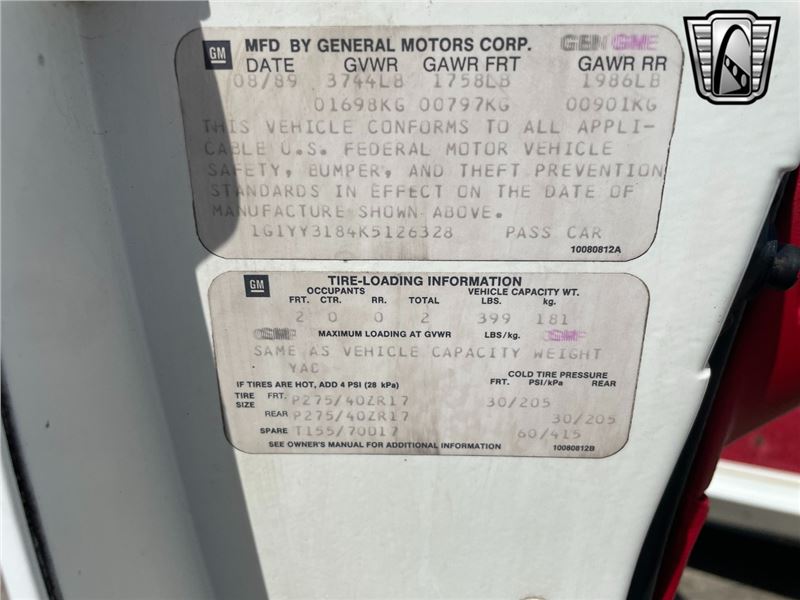 GM MFD BY GENERAL MOTORS CORP.
DATE GVWR GAWR FRT GAWR RR
08/89 3744LB 1758LB 1986LB
01698KG 00797KG 00901KG
THIS VEHICLE CONFORMS TO ALL APPLI-
CABLE U.S. FEDERAL MOTOR VEHICLE
SAFETY, BUMPER, AND THEFT PREVENTION
STANDARDS IN EFFECT ON THE DATE OF
MANUFACTURE SHOWN ABOVE.
1G1YY3184K5126328 PASS CAR
10080812A
GM TIRE-LOADING INFORMATION
OCCUPANTS VEHICLE CAPACITY WT.
FRT. CTR. RR. TOTAL LBS. kg.
2 0 0 2 399 181
MAXIMUM LOADING AT GVWR LBS/kg.
SAME AS VEHICLE CAPACITY WEIGHT
YAC
COLD TIRE PRESSURE
IF TIRES ARE HOT, ADD 4 PSI (28 kPa) FRT. PSI/kPa REAR
TIRE SIZE FRT. P275/40ZR17 30/205
REAR P275/40ZR17 30/205
SPARE T155/70D17 60/415
SEE OWNER'S MANUAL FOR ADDITIONAL INFORMATION 10080812B